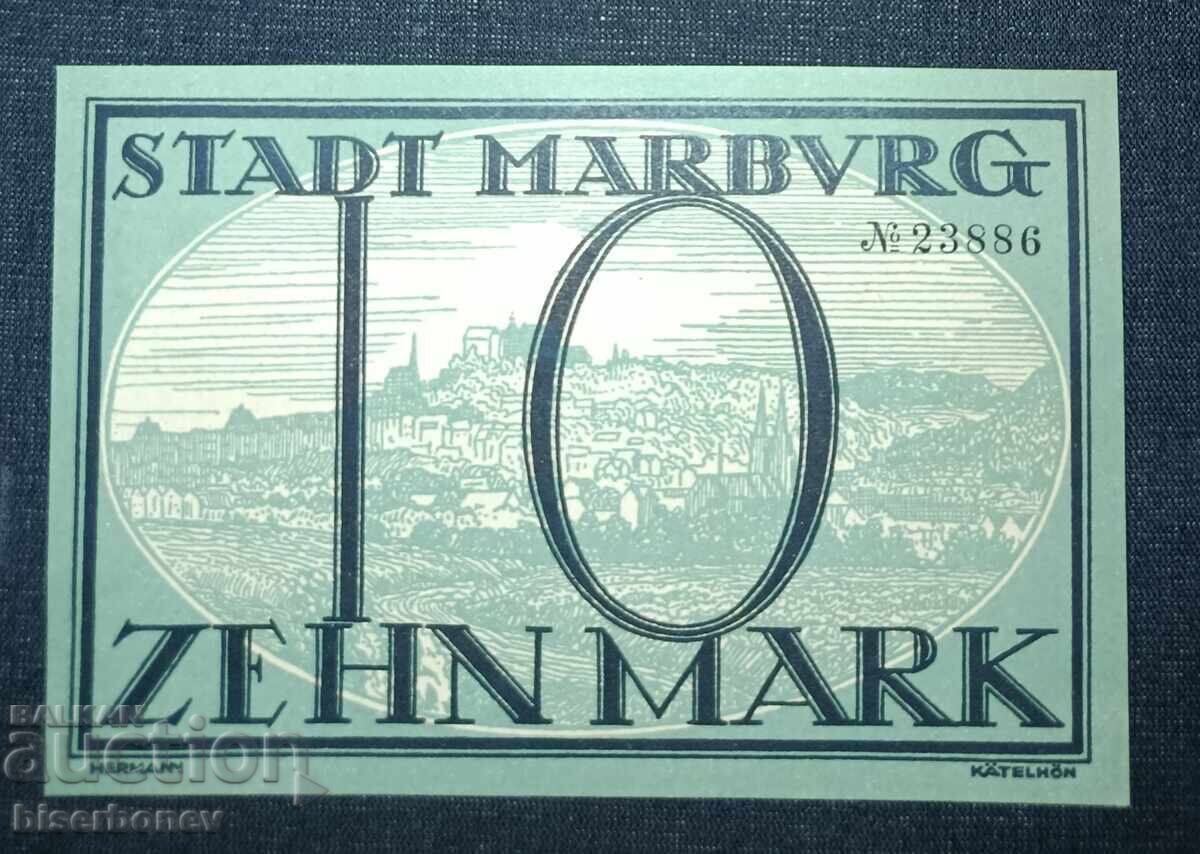 STADT MARBVRG
№ 23886
10
ZEHN MARK
HERMANN
KÄTELHÖN
BALKAN
auction
biserbonev